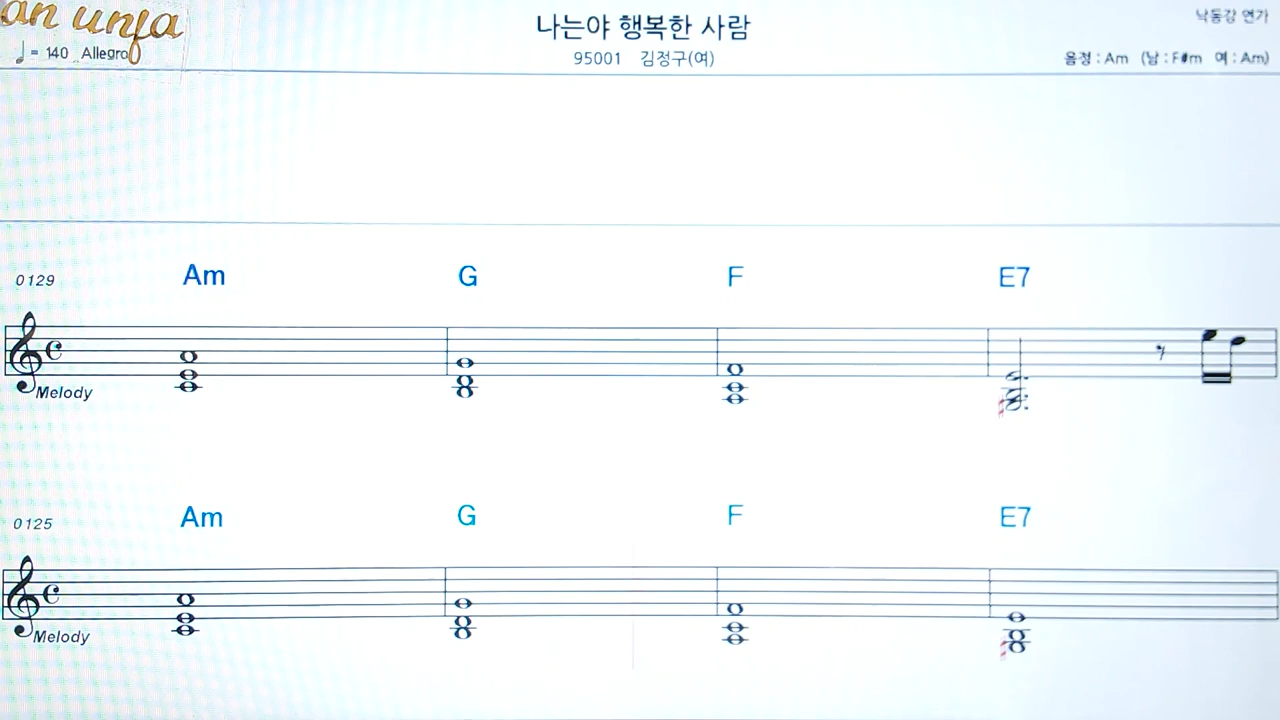 an unfa
♩= 140 Allegro
나는야 행복한 사람
95001 김정구(여)
낙동강 연가
음정 : Am (남 : F#m 여 : Am)
0129
Am G F E7
Melody
0125
Am G F E7
Melody